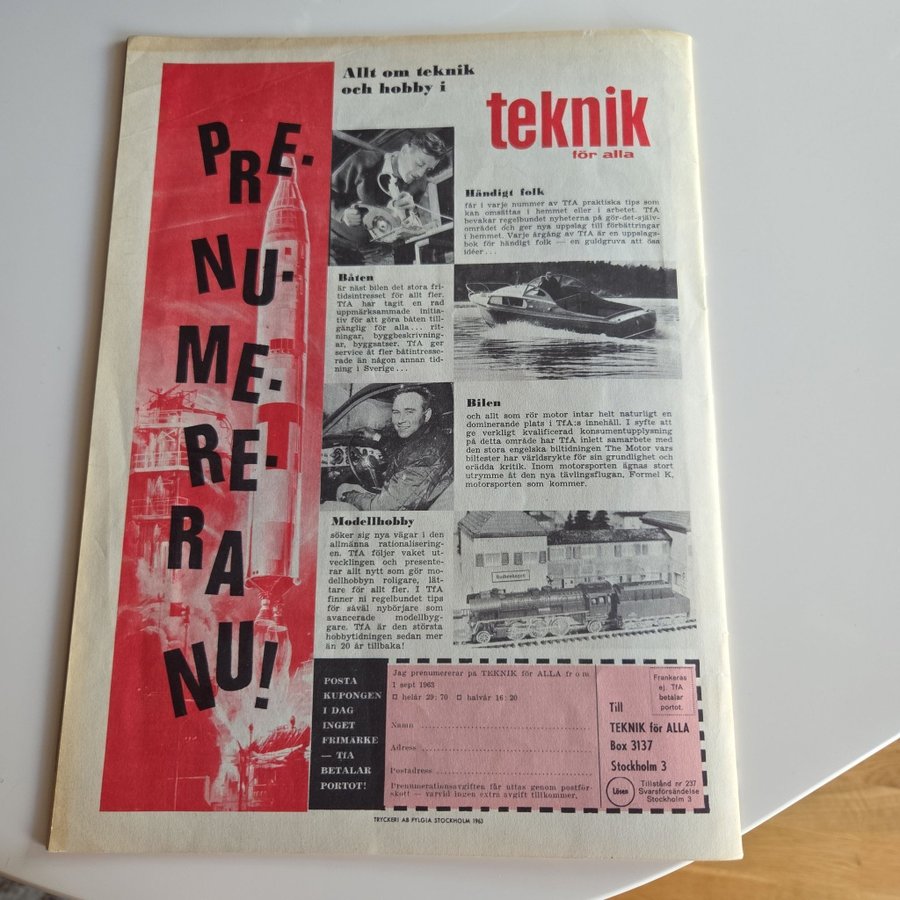 PRE-
NU-
ME-
RE-
RA
NU!
Allt om teknik
och hobby i
teknik
för alla
Händigt folk
får i varje nummer av TfA praktiska tips som
kan omsättas i hemmet eller i arbetet. TfA
bevakar regelbundet nyheterna på gör-det-själv-
området och ger nya uppslag till förbättringar
i hemmet. Varje årgång av TfA är en uppslags-
bok för händigt folk — en guldgruva att ösa
idéer...
Båten
är näst bilen det stora fri-
tidsintresset för allt fler.
TfA har tagit en rad
uppmärksammade initia-
tiv för att göra båten till-
gänglig för alla... rit-
ningar, byggbeskrivning-
ar, byggsatser. TfA ger
service åt fler båtintresse-
rade än någon annan tid-
ning i Sverige...
Bilen
och allt som rör motor intar helt naturligt en
dominerande plats i TfA:s innehåll. I syfte att
ge verkligt kvalificerad konsumentupplysning
på detta område har TfA inlett samarbete med
den stora engelska biltidningen The Motor vars
biltester har världsrykte för sin grundlighet och
orädda kritik. Inom motorsporten ägnas stort
utrymme åt den nya tävlingsflugan, Formel K,
motorsporten som kommer.
Modellhobby
söker sig nya vägar i den
allmänna rationaliserin-
gen. TfA följer vaket ut-
vecklingen och presente-
rar allt nytt som gör mo-
dellhobbyn roligare, lät-
tare för allt fler. I TfA
finner ni regelbundet tips
för såväl nybörjare som
avancerade modellbyg-
gare. TfA är den största
hobbytidningen sedan mer
än 20 år tillbaka!
POSTA
KUPONGEN
I DAG
INGET
FRIMÄRKE
— TfA
BETALAR
PORTOT!
Jag prenumererar på TEKNIK för ALLA fr o m
1 sept 1963
helår 29:70 halvår 16:20
Namn
Adress
Postadress
Prenumerationsavgiften får uttas genom postför-
skott — varvid ingen extra avgift tillkommer.
Frankeras
ej. TfA
betalar
portot.
Till
TEKNIK för ALLA
Box 3137
Stockholm 3
Lösen
Tillstånd nr 237
Svarsförsändelse
Stockholm 3
TRYCKERI AB FYLGIA STOCKHOLM 1963